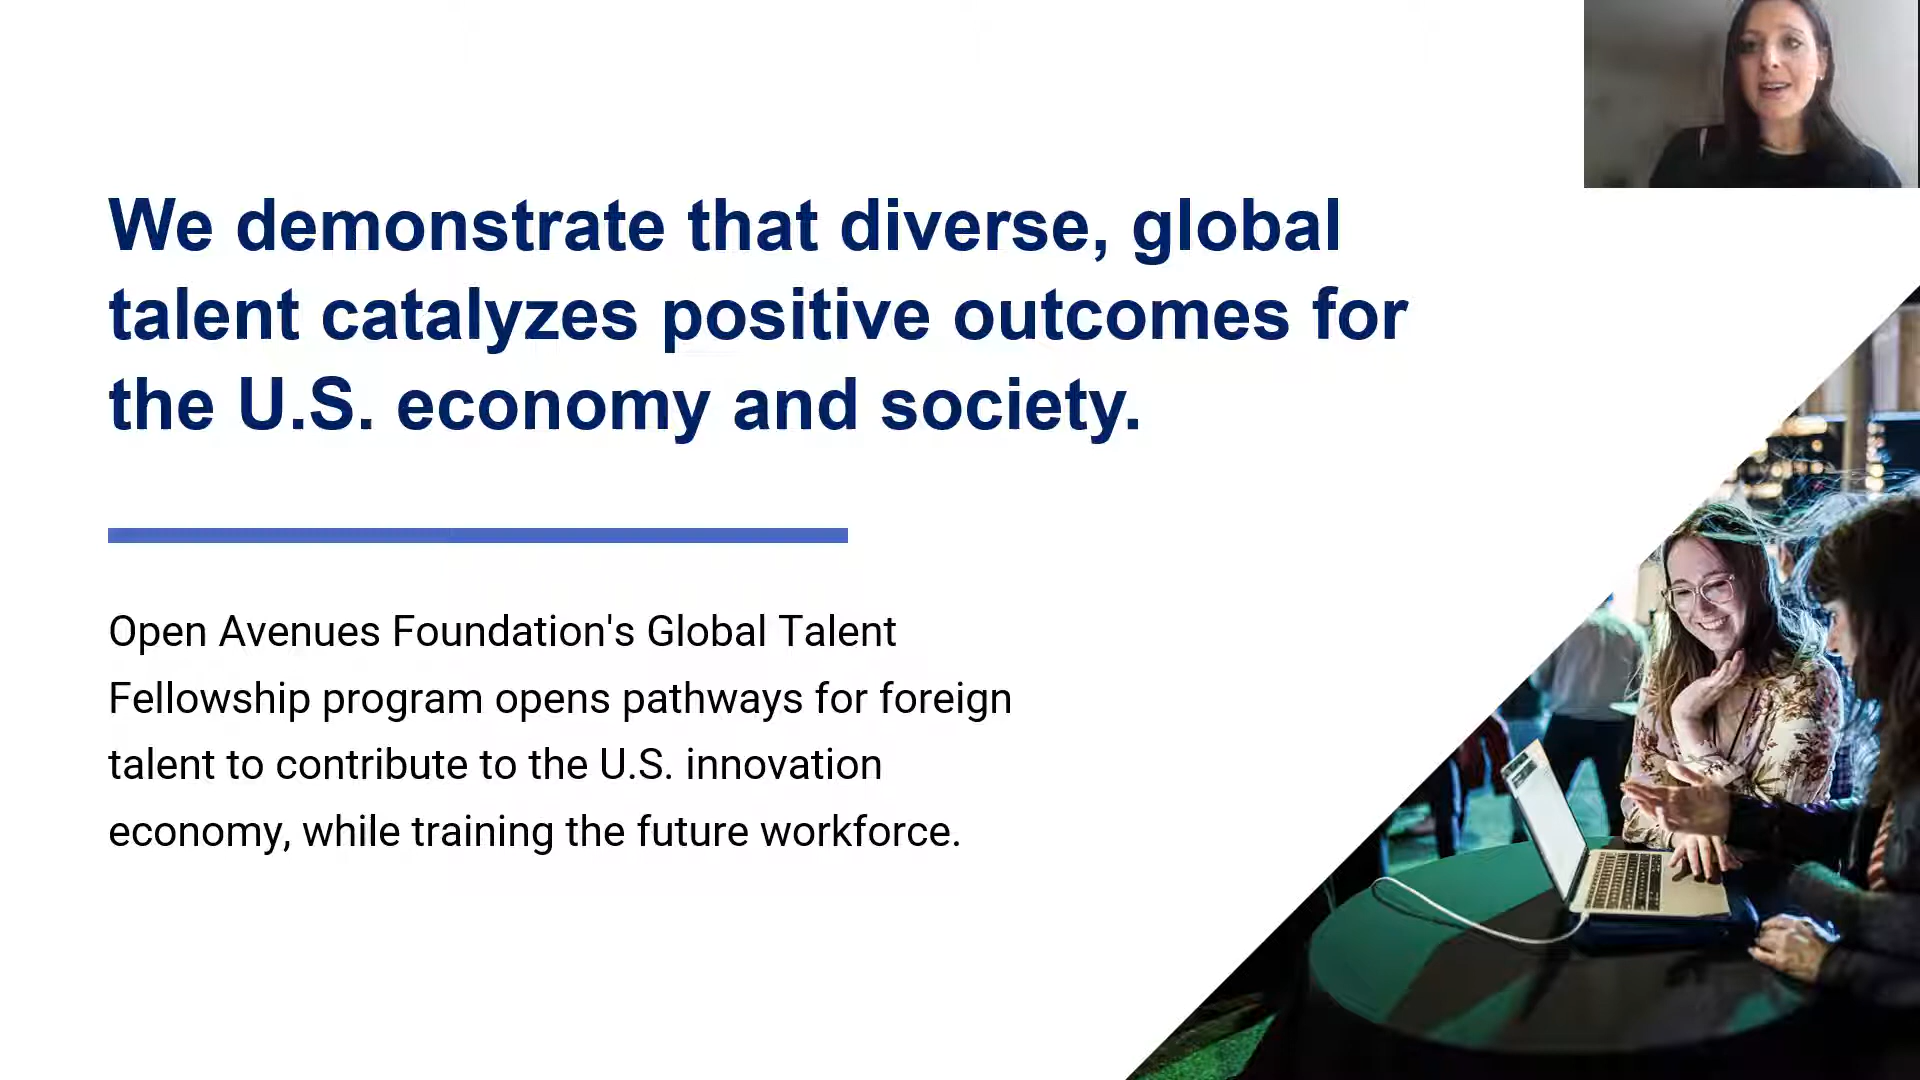 We demonstrate that diverse, global
talent catalyzes positive outcomes for
the U.S. economy and society.
Open Avenues Foundation's Global Talent
Fellowship program opens pathways for foreign
talent to contribute to the U.S. innovation
economy, while training the future workforce.